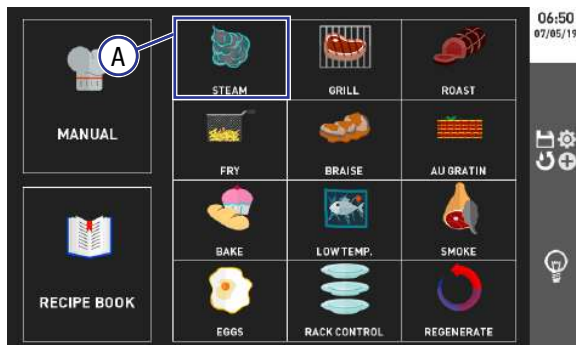 06:50
07/05/19
A
STEAM
GRILL
ROAST
MANUAL
FRY
BRAISE
AU GRATIN
BAKE
LOW TEMP.
SMOKE
RECIPE BOOK
EGGS
RACK CONTROL
REGENERATE